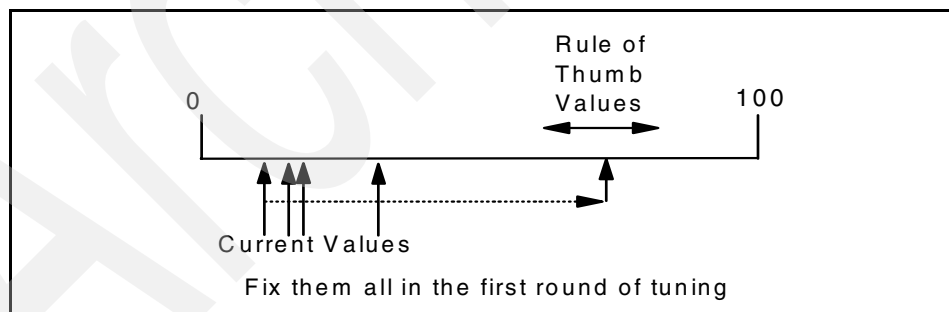 Rule of
Thumb
Values
0
100
Current Values
Fix them all in the first round of tuning